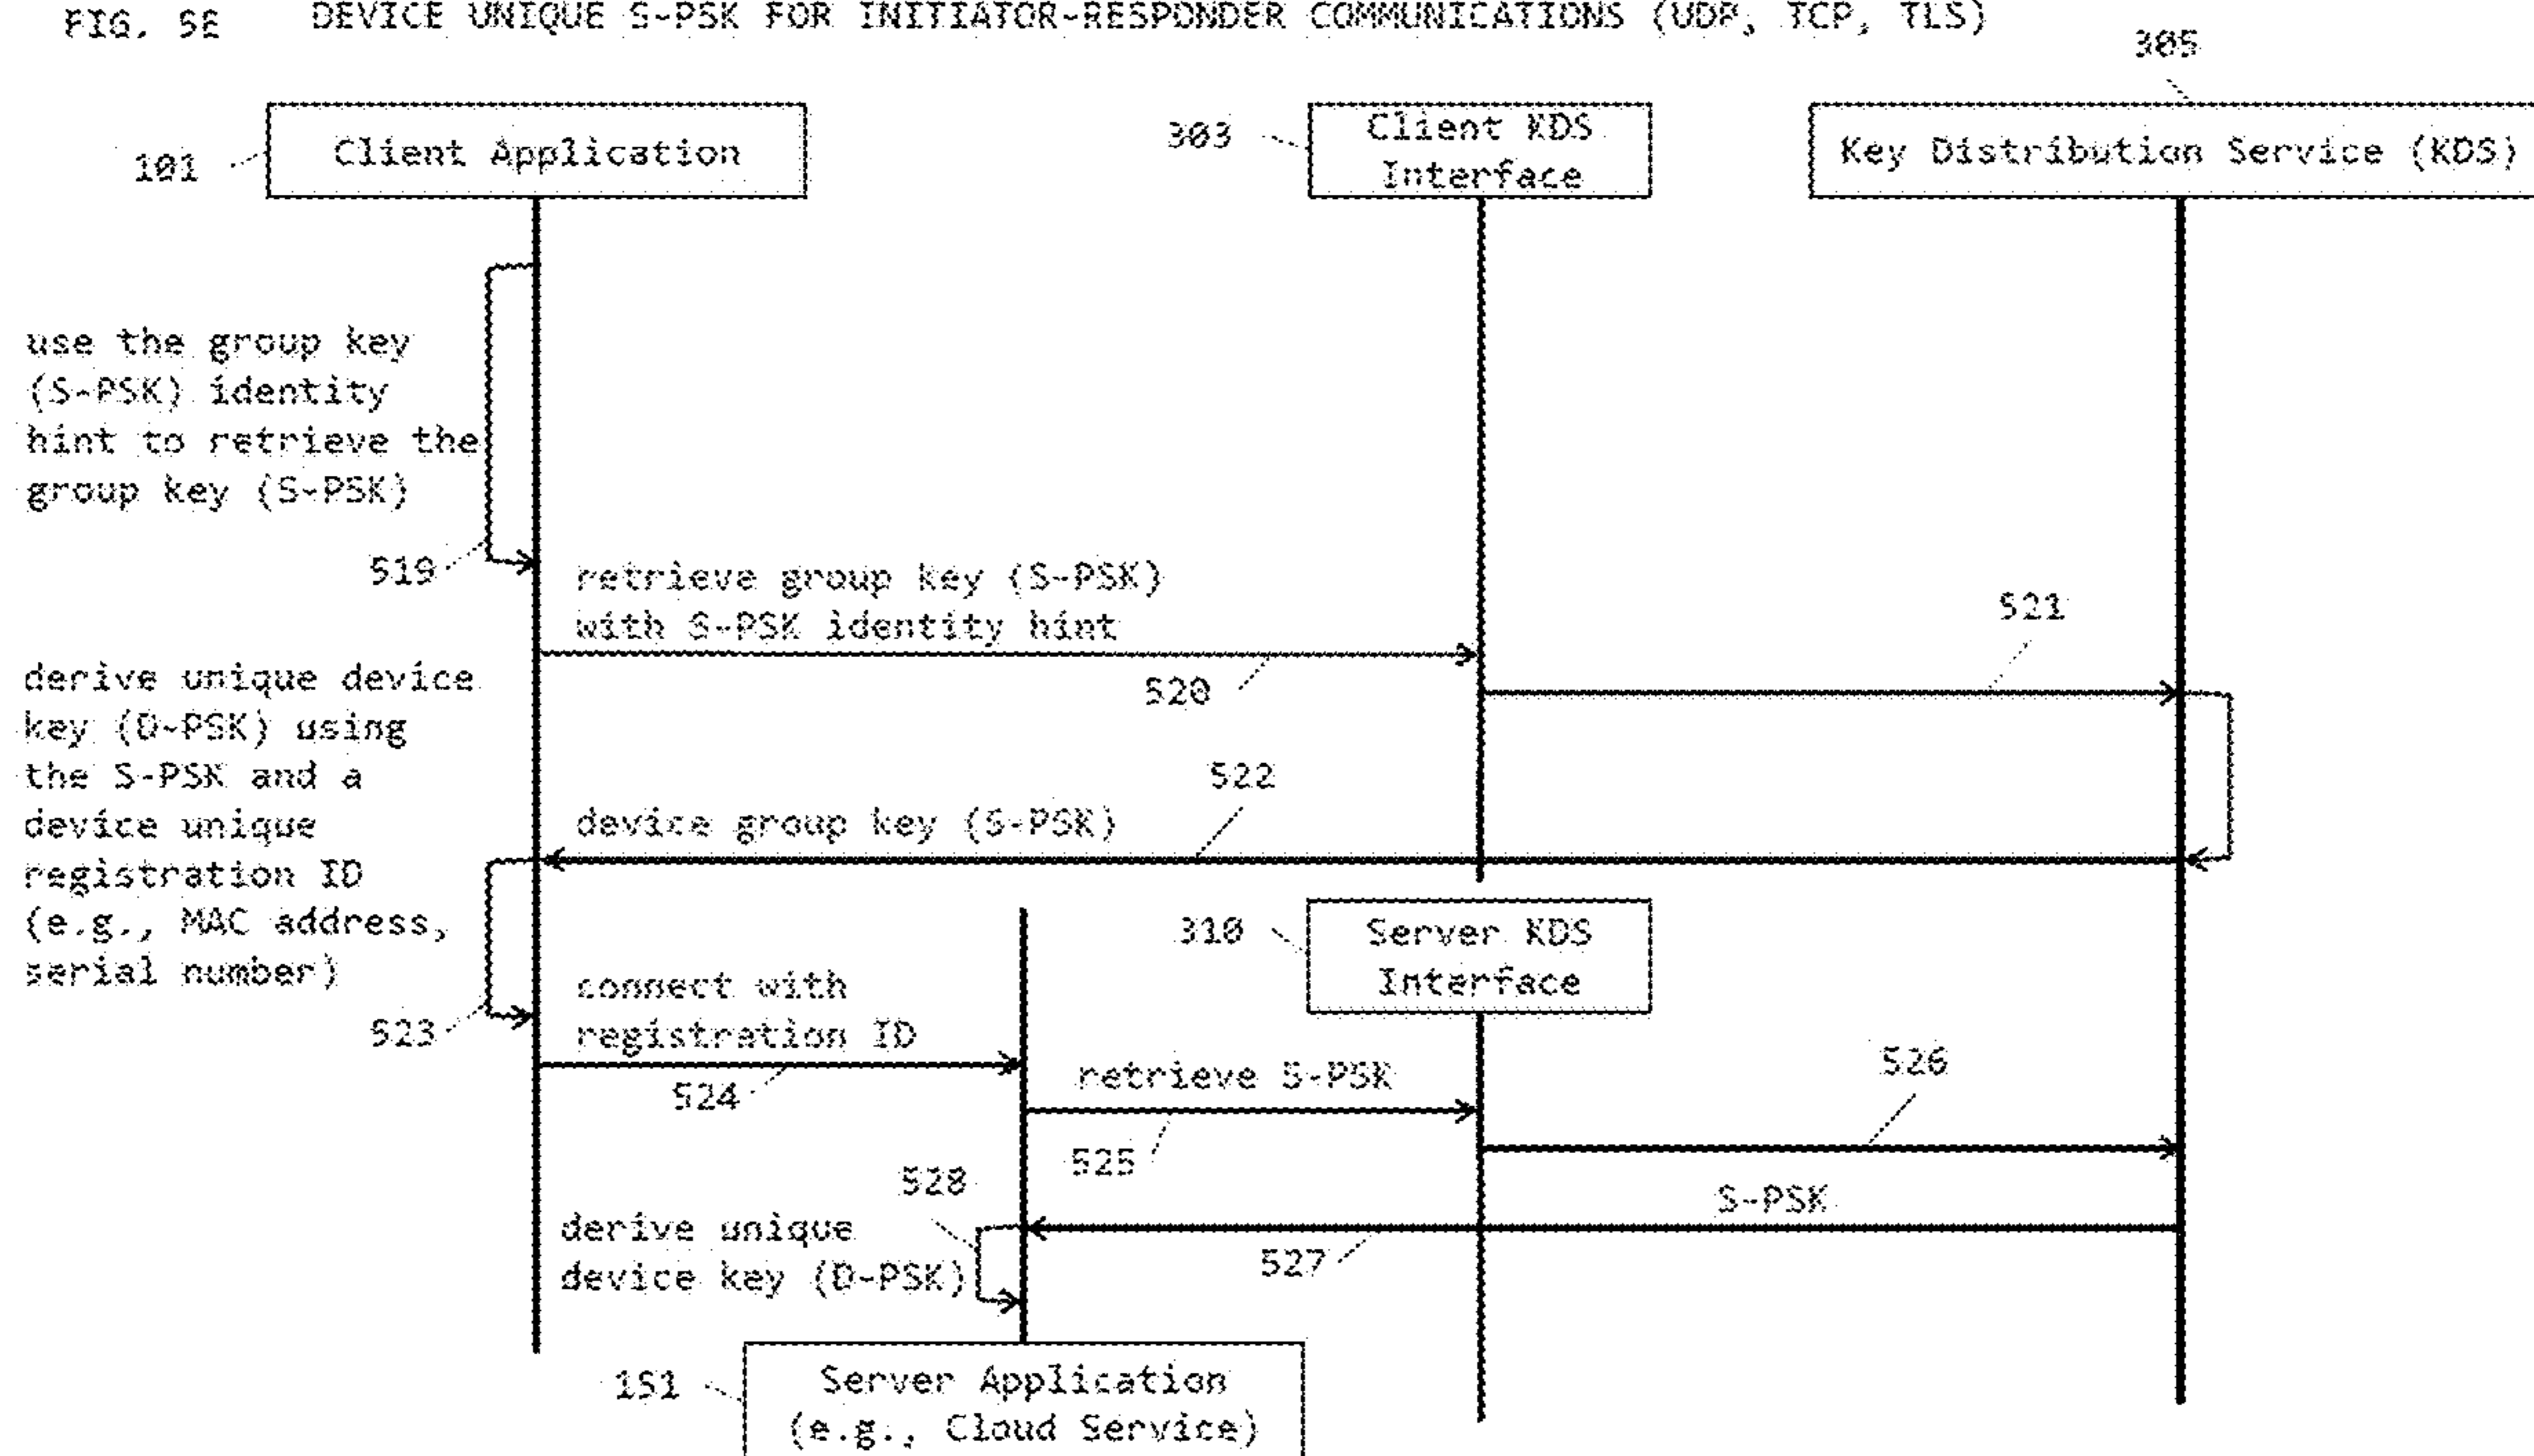 FIG. 5E
DEVICE UNIQUE S-PSK FOR INITIATOR-RESPONDER COMMUNICATIONS (UDP, TCP, TLS)
305
101
Client Application
303
Client KDS
Interface
Key Distribution Service (KDS)
use the group key
(S-PSK) identity
hint to retrieve the
group key (S-PSK)
519
retrieve group key (S-PSK)
with S-PSK identity hint
520
521
derive unique device
key (D-PSK) using
the S-PSK and a
device unique
registration ID
(e.g., MAC address,
serial number)
522
device group key (S-PSK)
523
310
Server KDS
Interface
connect with
registration ID
524
retrieve S-PSK
525
526
528
S-PSK
derive unique
device key (D-PSK)
527
151
Server Application
(e.g., Cloud Service)